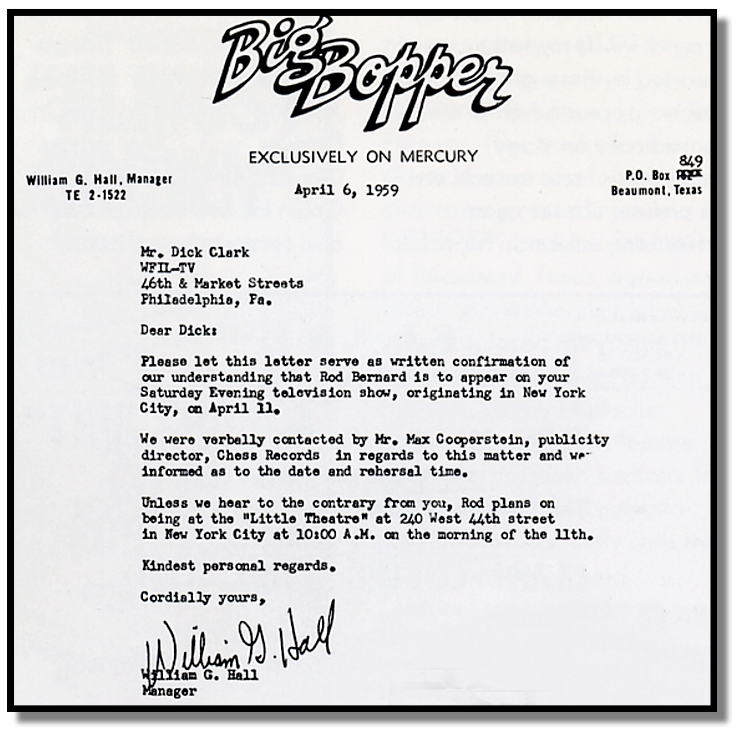 Big Bopper
EXCLUSIVELY ON MERCURY
William G. Hall, Manager
TE 2-1522
April 6, 1959
849
P.O. Box
Beaumont, Texas
Mr. Dick Clark
WFIL-TV
46th & Market Streets
Philadelphia, Pa.
Dear Dick:
Please let this letter serve as written confirmation of
our understanding that Rod Bernard is to appear on your
Saturday Evening television show, originating in New York
City, on April 11.
We were verbally contacted by Mr. Max Cooperstein, publicity
director, Chess Records in regards to this matter and
informed as to the date and rehersal time.
Unless we hear to the contrary from you, Rod plans on
being at the "Little Theatre" at 240 West 44th street
in New York City at 10:00 A.M. on the morning of the 11th.
Kindest personal regards.
Cordially yours,
William G. Hall
William G. Hall
Manager